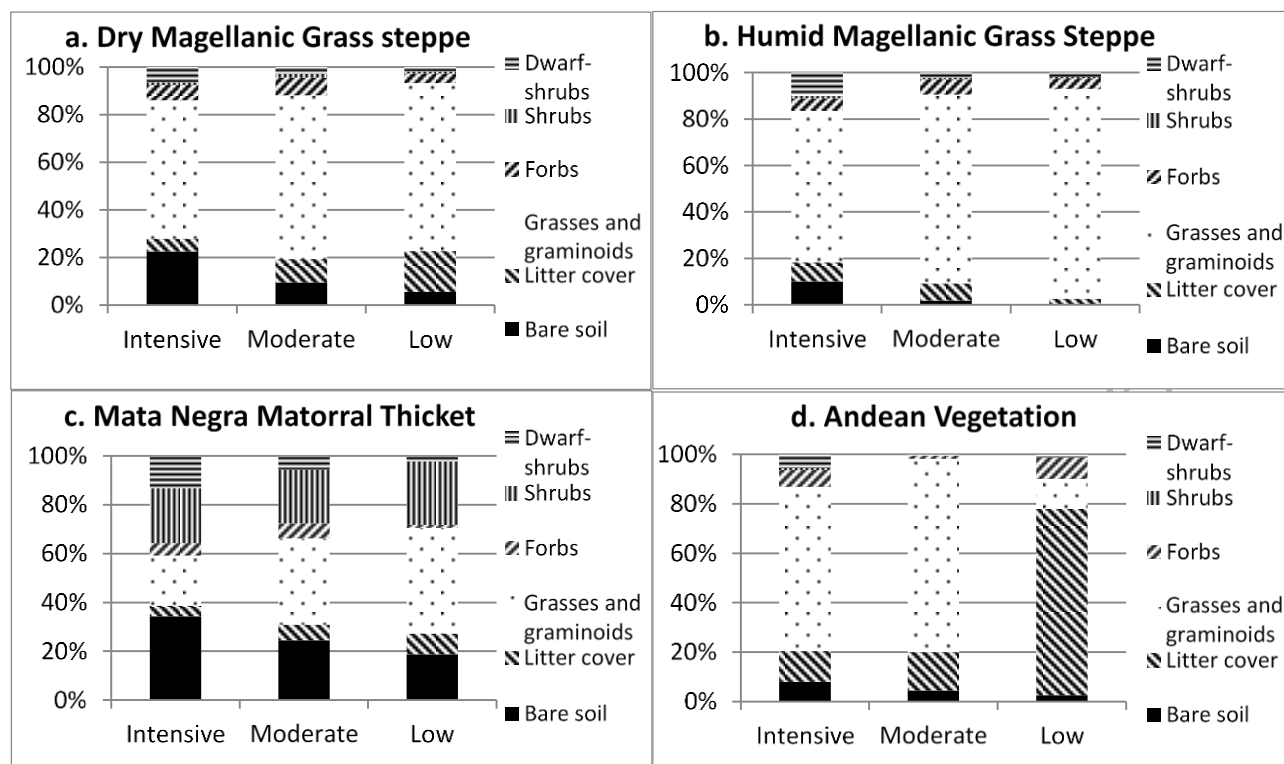 a. Dry Magellanic Grass steppe
100%
80%
60%
40%
20%
0%
Intensive
Moderate
Low
Dwarf-
shrubs
Shrubs
Forbs
Grasses and
graminoids
Litter cover
Bare soil
b. Humid Magellanic Grass Steppe
100%
80%
60%
40%
20%
0%
Intensive
Moderate
Low
Dwarf-
shrubs
Shrubs
Forbs
Grasses and
graminoids
Litter cover
Bare soil
c. Mata Negra Matorral Thicket
100%
80%
60%
40%
20%
0%
Intensive
Moderate
Low
Dwarf-
shrubs
Shrubs
Forbs
Grasses and
graminoids
Litter cover
Bare soil
d. Andean Vegetation
100%
80%
60%
40%
20%
0%
Intensive
Moderate
Low
Dwarf-
shrubs
Shrubs
Forbs
Grasses and
graminoids
Litter cover
Bare soil